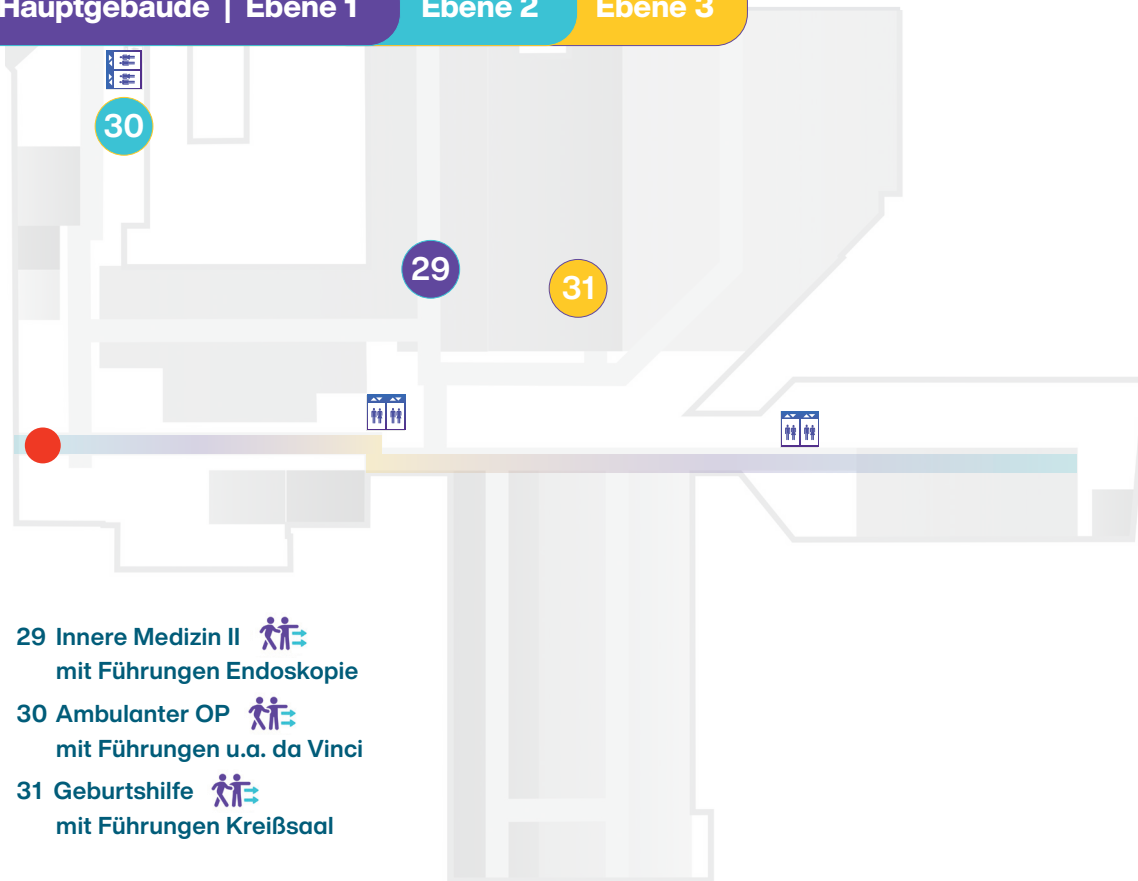 Hauptgebäude | Ebene 1 Ebene 2 Ebene 3
30
29
31
29 Innere Medizin II
mit Führungen Endoskopie
30 Ambulanter OP
mit Führungen u.a. da Vinci
31 Geburtshilfe
mit Führungen Kreißsaal